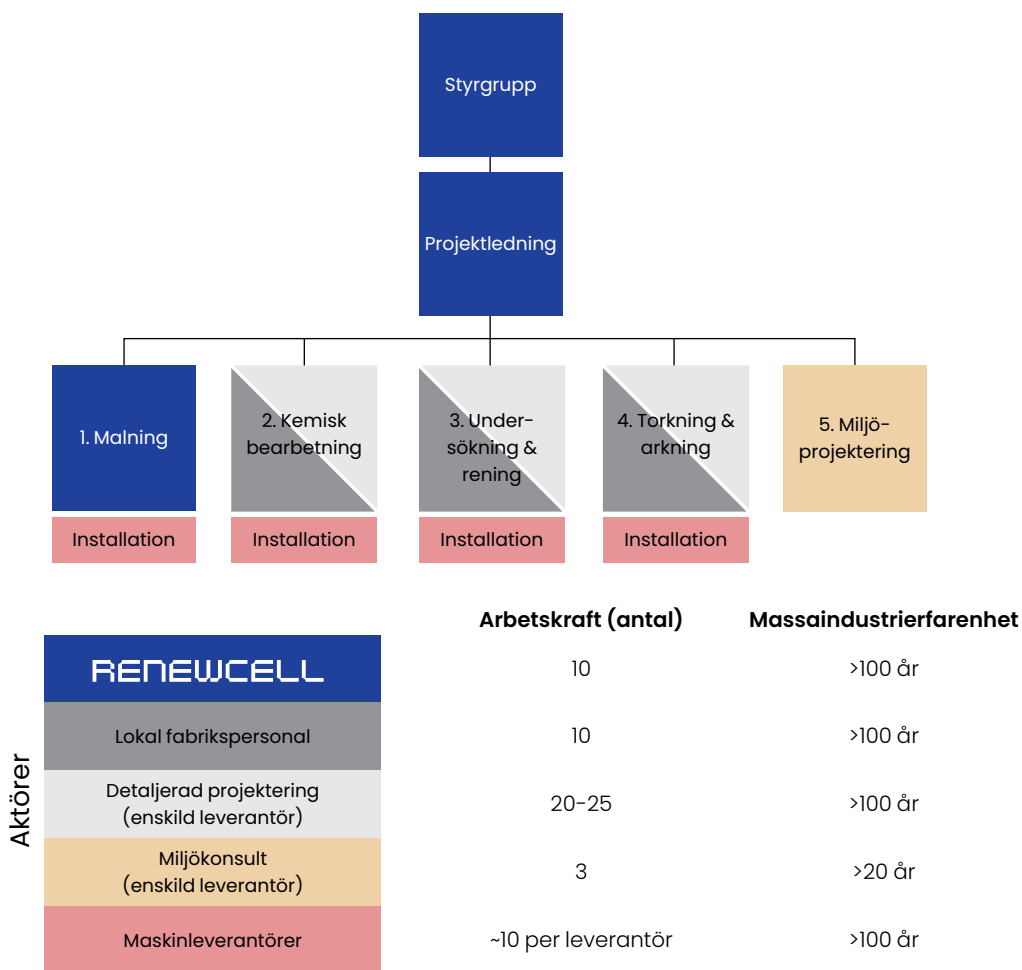 Styrgrupp
Projektledning
1. Malning
2. Kemisk
bearbetning
3. Under-
sökning &
rening
4. Torkning &
arkning
5. Miljö-
projektering
Installation
Installation
Installation
Installation
Arbetskraft (antal)
Massaindustrierfarenhet
Aktörer
RENEWCELL
10
>100 år
Lokal fabrikspersonal
10
>100 år
Detaljerad projektering
(enskild leverantör)
20-25
>100 år
Miljökonsult
(enskild leverantör)
3
>20 år
Maskinleverantörer
~10 per leverantör
>100 år